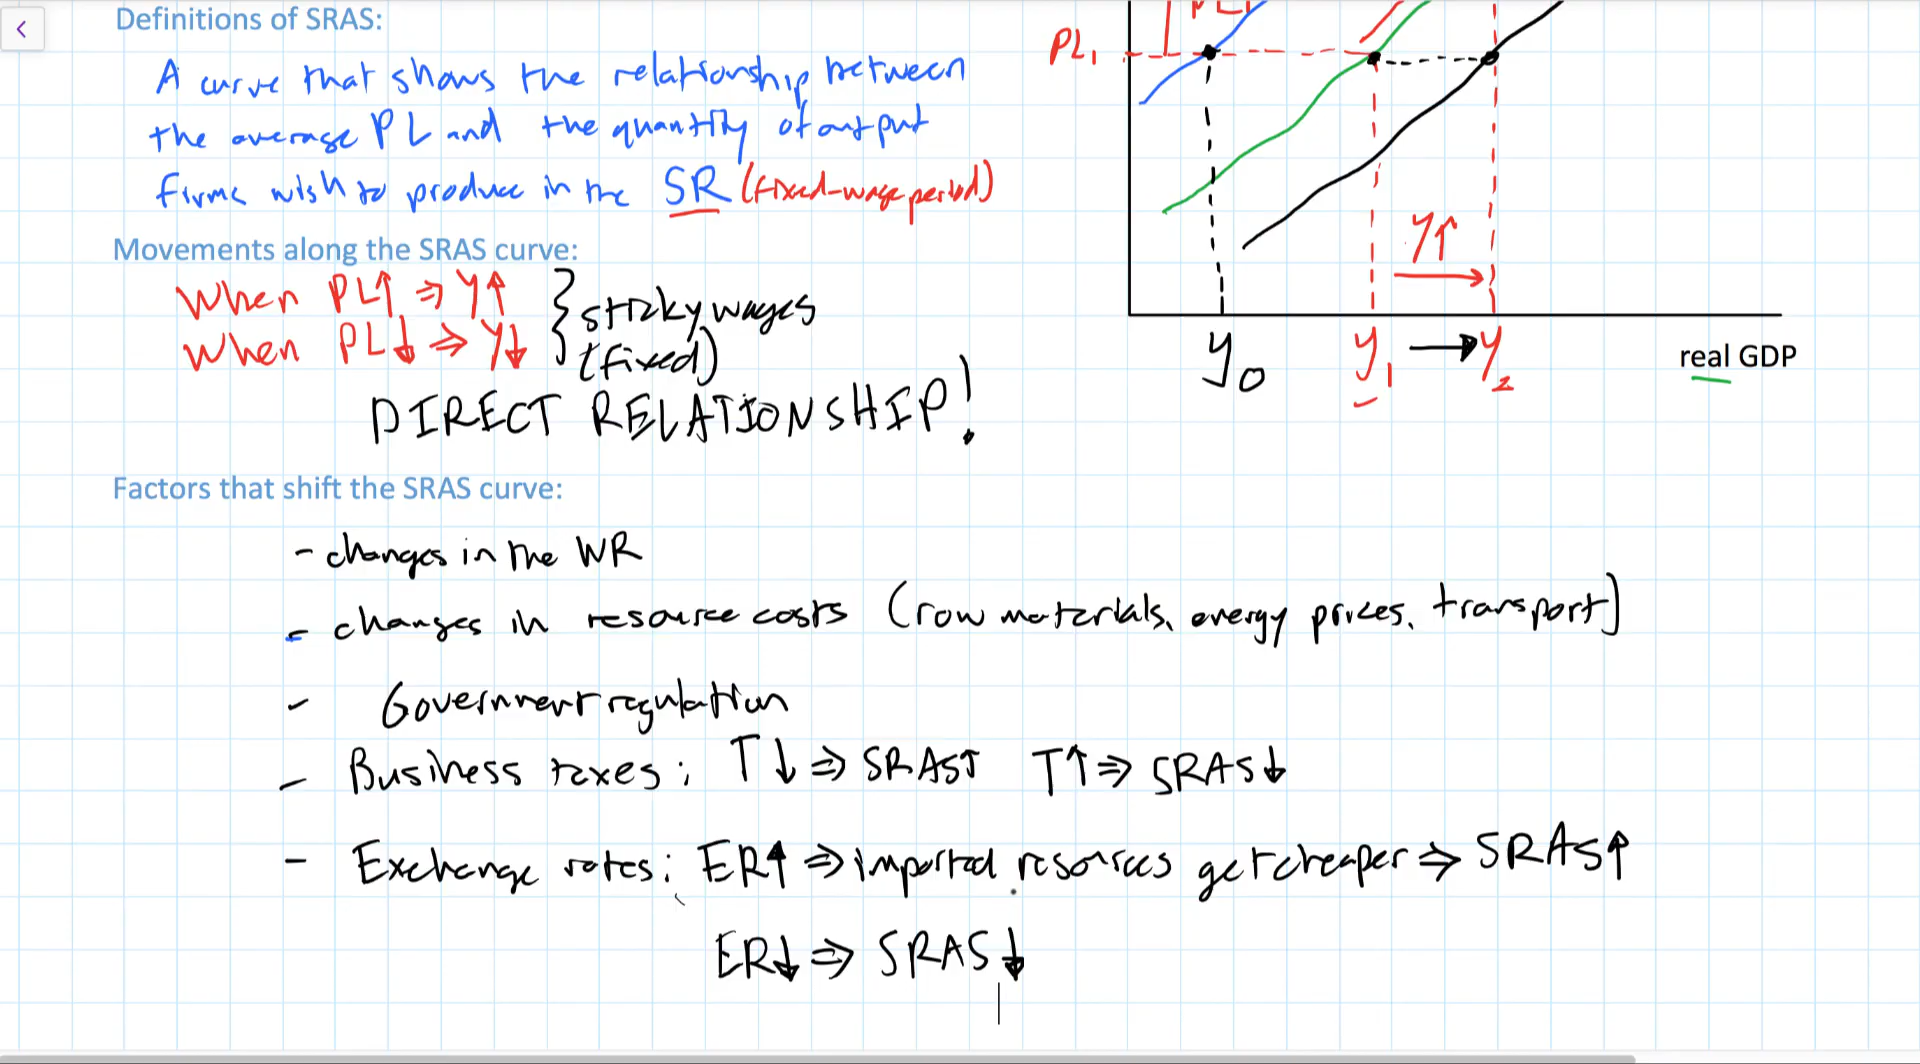 Definitions of SRAS:
A curve that shows the relationship between
the average PL and the quantity of output
firms wish to produce in the SR (fixed-wage period)
Movements along the SRAS curve:
When PL↑ ⇒ Y↑
When PL↓ ⇒ Y↓
} sticky wages
(fixed)
DIRECT RELATIONSHIP!
PL₁
Y↑
Y₀
Y₁ → Y₂
real GDP
Factors that shift the SRAS curve:
- changes in the WR
- changes in resource costs (raw materials, energy prices, transport)
- Government regulation
- Business taxes: T↓ ⇒ SRAS↑ T↑ ⇒ SRAS↓
- Exchange rates: ER↑ ⇒ imported resources get cheaper ⇒ SRAS↑
ER↓ ⇒ SRAS↓